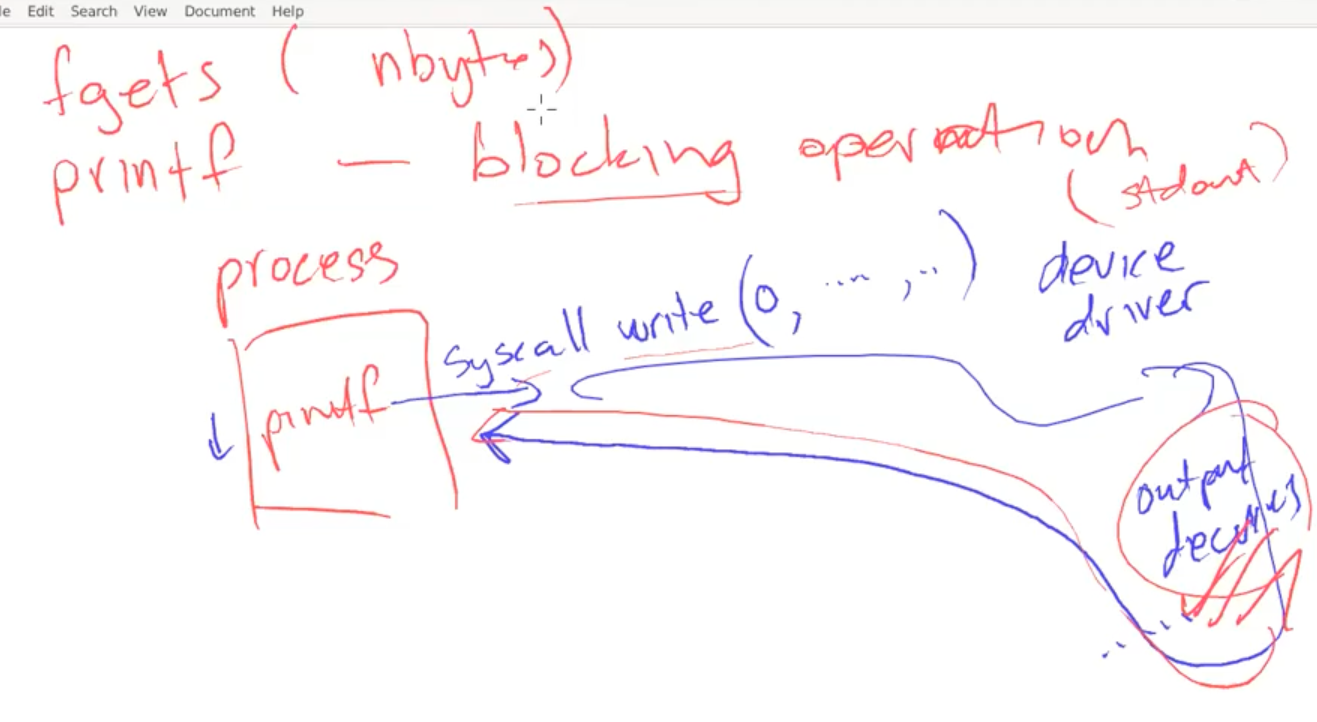 le Edit Search View Document Help
fgets ( nbytes)
printf — blocking operation
(stdout)
process
syscall write (0, ...., ..)
device
driver
printf
output
devices